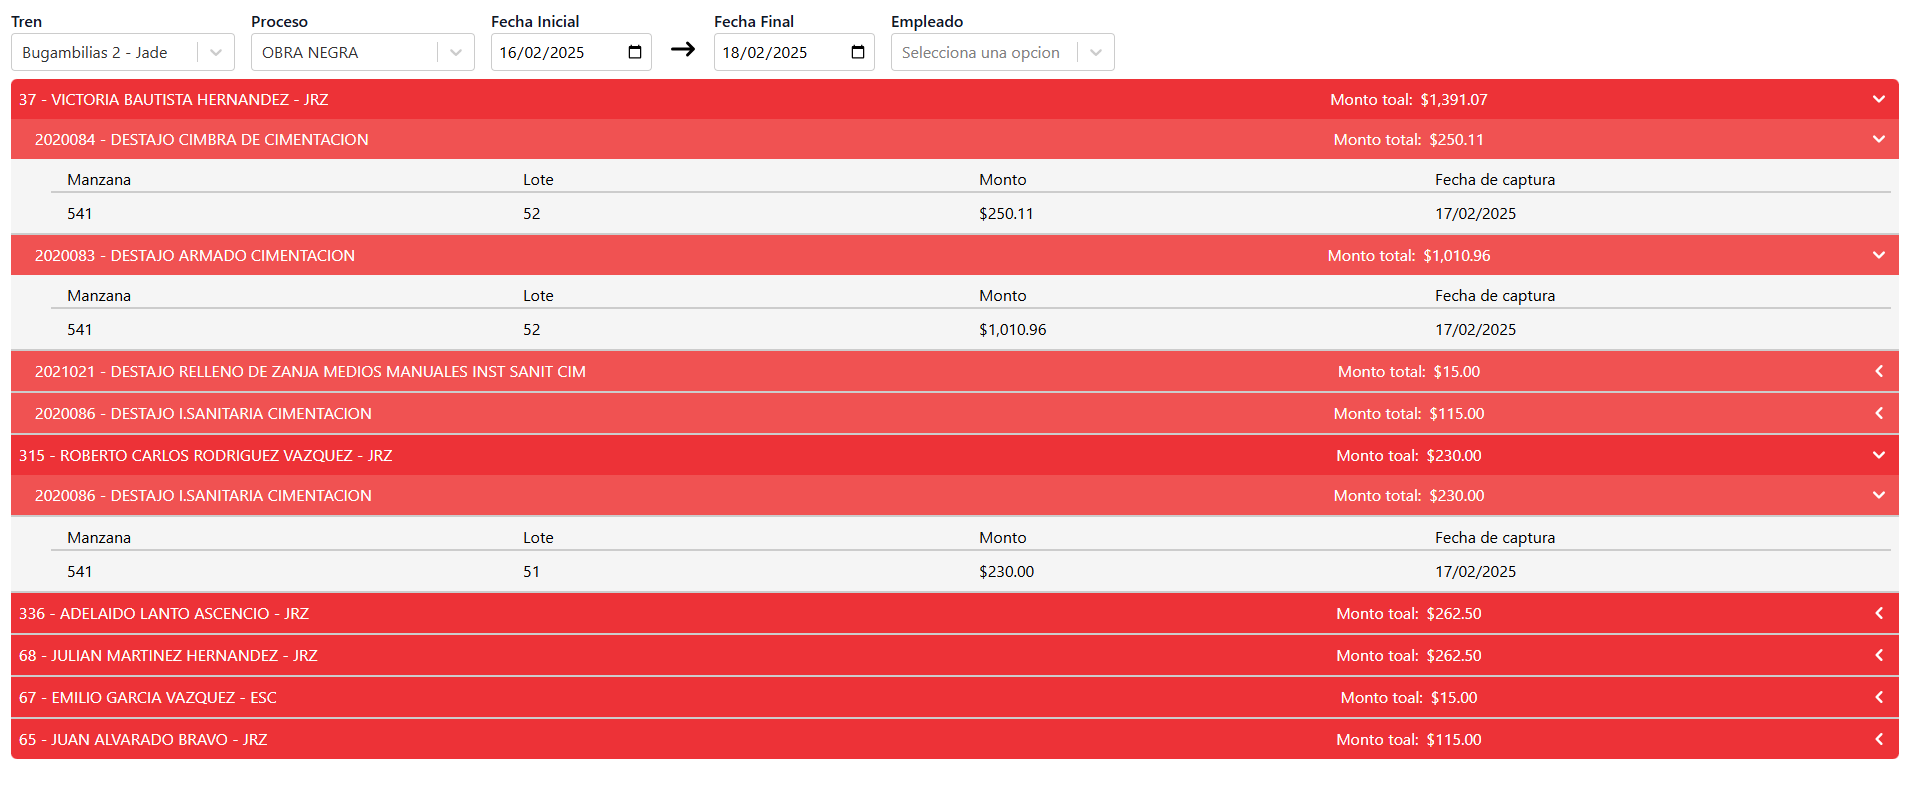 Tren Proceso Fecha Inicial Fecha Final Empleado
Bugambilias 2 - Jade OBRA NEGRA 16/02/2025 → 18/02/2025 Selecciona una opcion
37 - VICTORIA BAUTISTA HERNANDEZ - JRZ Monto toal: $1,391.07
2020084 - DESTAJO CIMBRA DE CIMENTACION Monto total: $250.11
Manzana Lote Monto Fecha de captura
541 52 $250.11 17/02/2025
2020083 - DESTAJO ARMADO CIMENTACION Monto total: $1,010.96
Manzana Lote Monto Fecha de captura
541 52 $1,010.96 17/02/2025
2021021 - DESTAJO RELLENO DE ZANJA MEDIOS MANUALES INST SANIT CIM Monto total: $15.00
2020086 - DESTAJO I.SANITARIA CIMENTACION Monto total: $115.00
315 - ROBERTO CARLOS RODRIGUEZ VAZQUEZ - JRZ Monto toal: $230.00
2020086 - DESTAJO I.SANITARIA CIMENTACION Monto total: $230.00
Manzana Lote Monto Fecha de captura
541 51 $230.00 17/02/2025
336 - ADELAIDO LANTO ASCENCIO - JRZ Monto toal: $262.50
68 - JULIAN MARTINEZ HERNANDEZ - JRZ Monto toal: $262.50
67 - EMILIO GARCIA VAZQUEZ - ESC Monto toal: $15.00
65 - JUAN ALVARADO BRAVO - JRZ Monto toal: $115.00